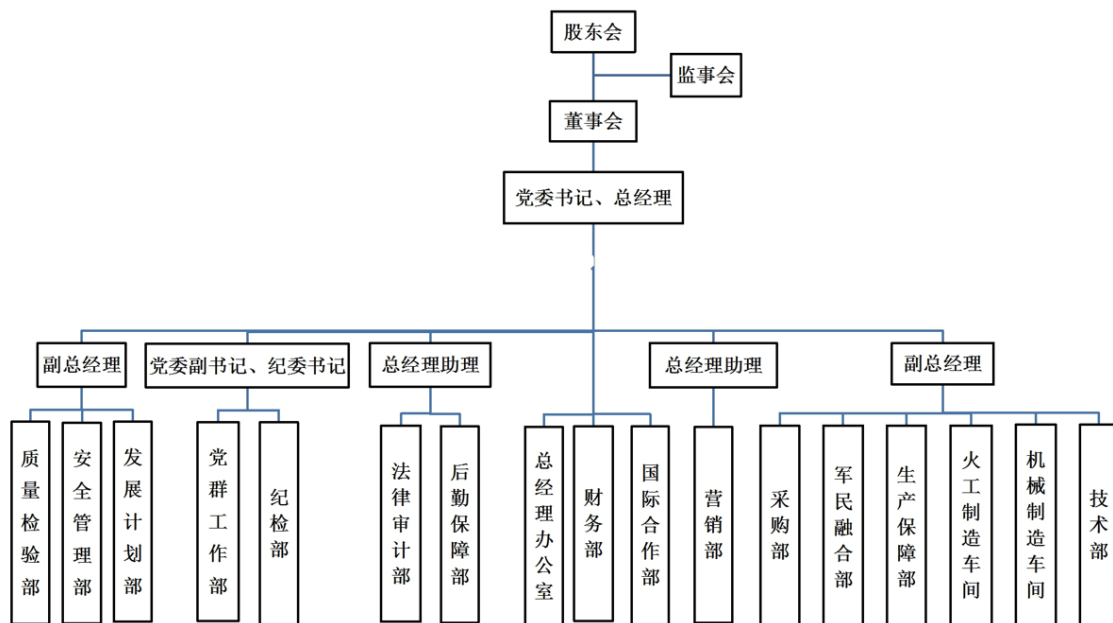 股东会
监事会
董事会
党委书记、总经理
副总经理
党委副书记、纪委书记
总经理助理
总经理助理
副总经理
质量检验部
安全管理部
发展计划部
党群工作部
纪检部
法律审计部
后勤保障部
总经理办公室
财务部
国际合作部
营销部
采购部
军民融合部
生产保障部
火工制造车间
机械制造车间
技术部